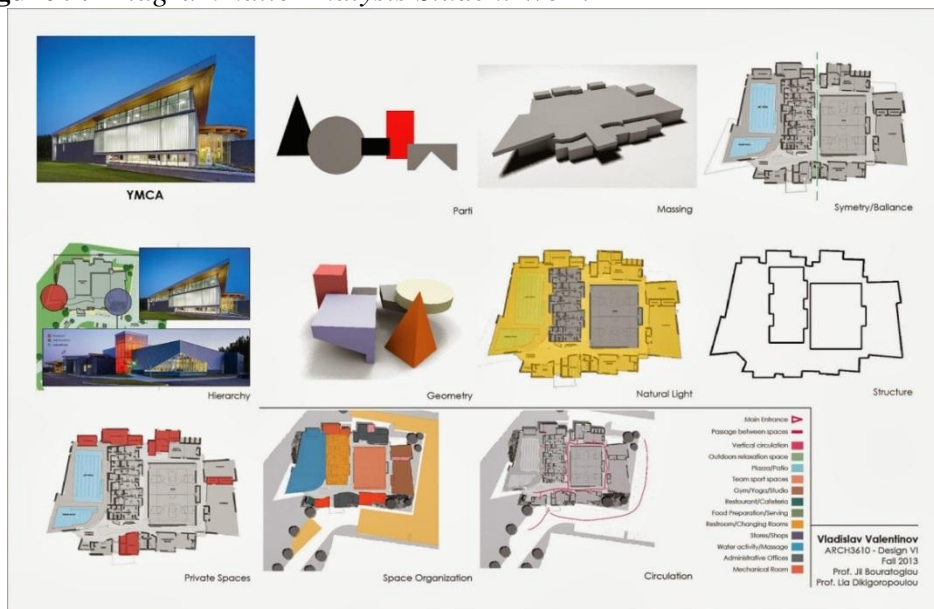 YMCA
Parti
Massing
Symetry/Ballance
Hierarchy
Geometry
Natural Light
Structure
Private Spaces
Space Organization
Circulation
Main Entrance
Passage between spaces
Vertical circulation
Outdoors relaxation space
Plazza/Patio
Team sport spaces
Gym/Yoga/Studio
Restaurant/Cafeteria
Food Preparation/Serving
Restroom/Changing Rooms
Stores/Shops
Water activity/Massage
Administrative Offices
Mechanical Room
Vladislav Valentinov
ARCH3610 - Design VI
Fall 2013
Prof. Jil Bouratoglou
Prof. Lia Dikigoropoulou